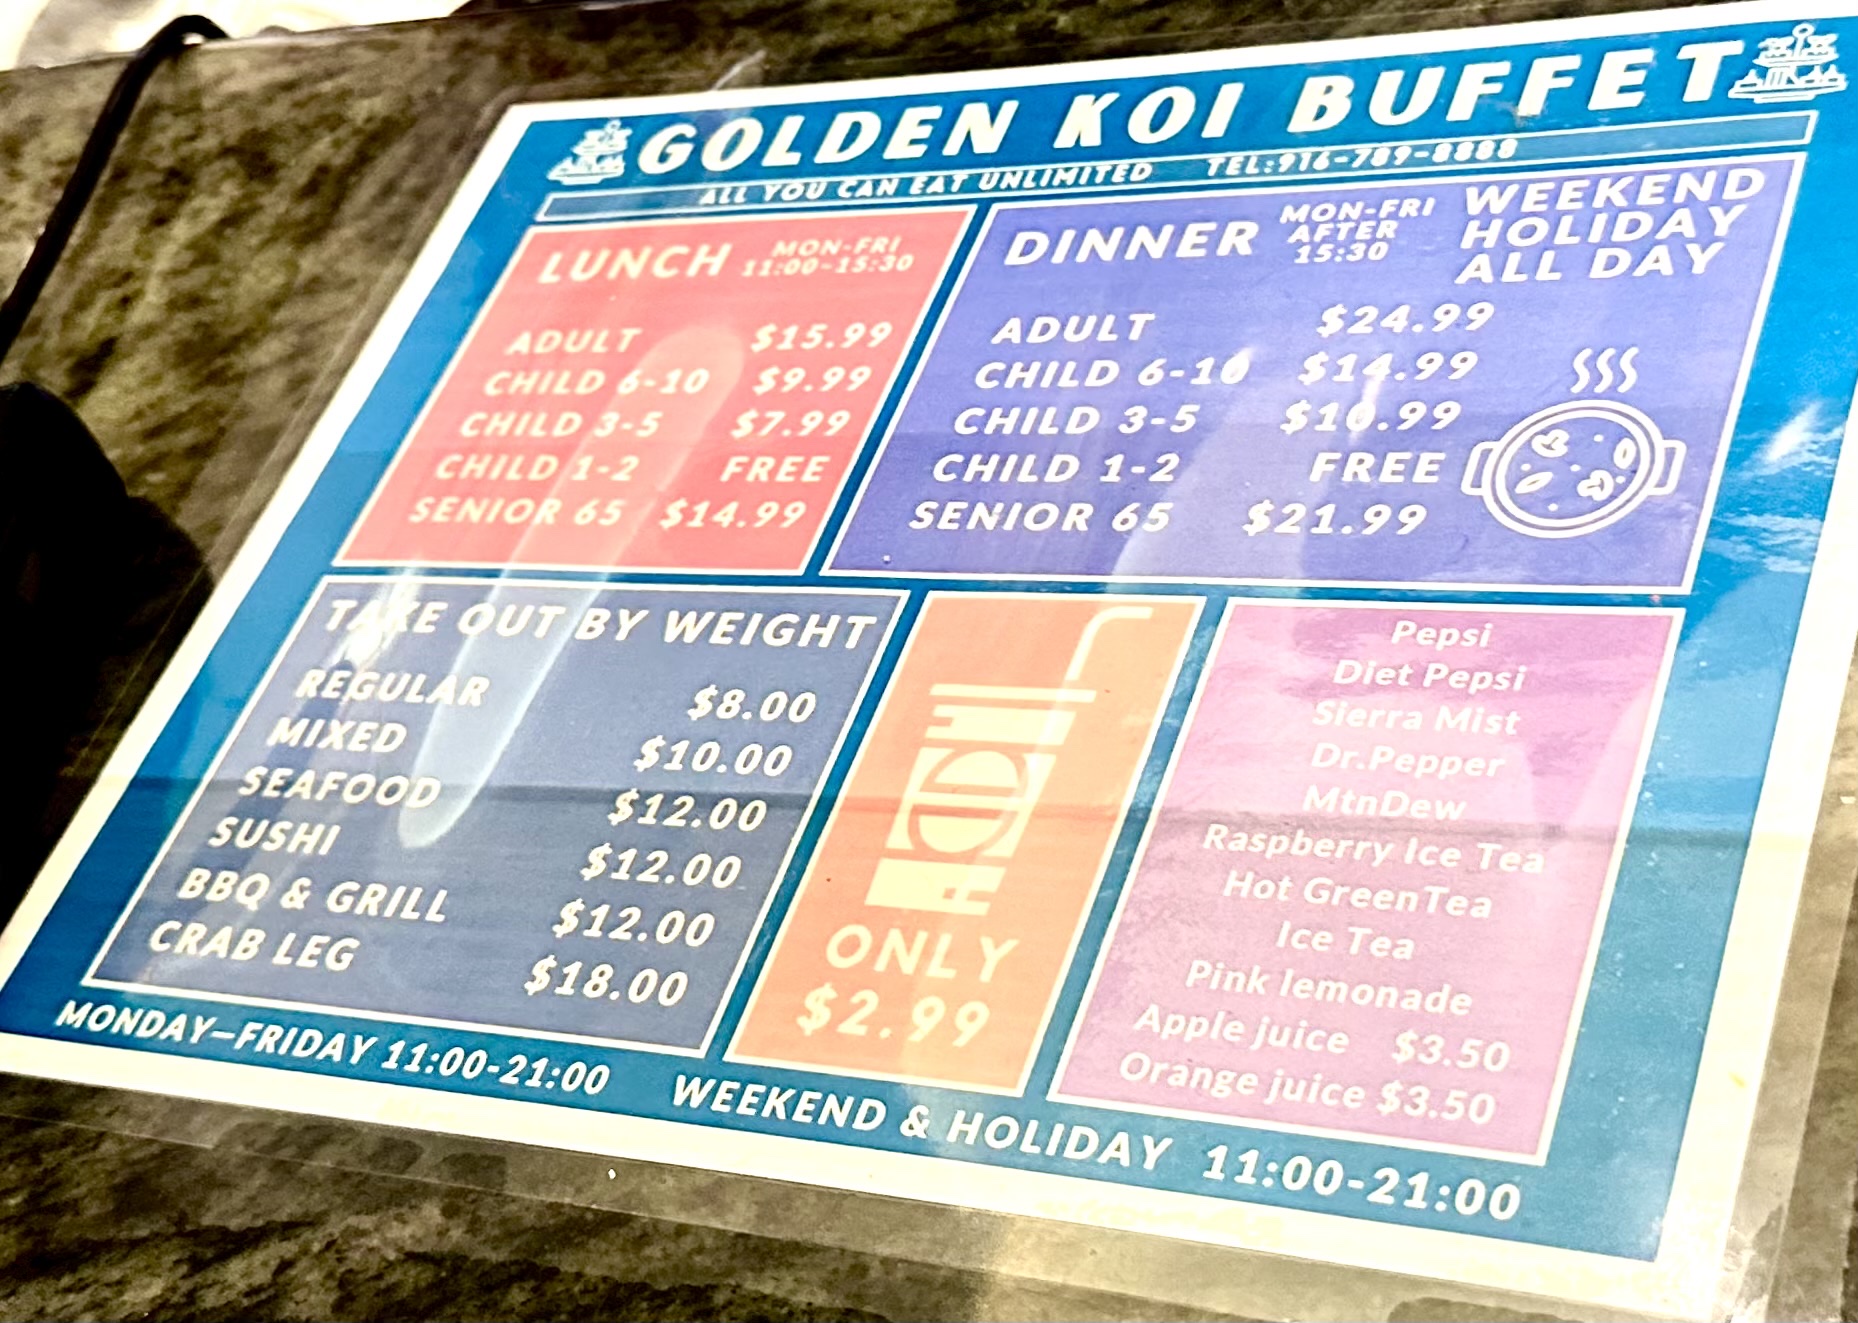 GOLDEN KOI BUFFET
ALL YOU CAN EAT UNLIMITED TEL:916-789-8888
LUNCH MON-FRI 11:00-15:30
ADULT $15.99
CHILD 6-10 $9.99
CHILD 3-5 $7.99
CHILD 1-2 FREE
SENIOR 65 $14.99
DINNER MON-FRI AFTER 15:30 WEEKEND HOLIDAY ALL DAY
ADULT $24.99
CHILD 6-10 $14.99
CHILD 3-5 $10.99
CHILD 1-2 FREE
SENIOR 65 $21.99
TAKE OUT BY WEIGHT
REGULAR $8.00
MIXED $10.00
SEAFOOD $12.00
SUSHI $12.00
BBQ & GRILL $12.00
CRAB LEG $18.00
ONLY
$2.99
Pepsi
Diet Pepsi
Sierra Mist
Dr.Pepper
MtnDew
Raspberry Ice Tea
Hot GreenTea
Ice Tea
Pink lemonade
Apple juice $3.50
Orange juice $3.50
MONDAY-FRIDAY 11:00-21:00 WEEKEND & HOLIDAY 11:00-21:00